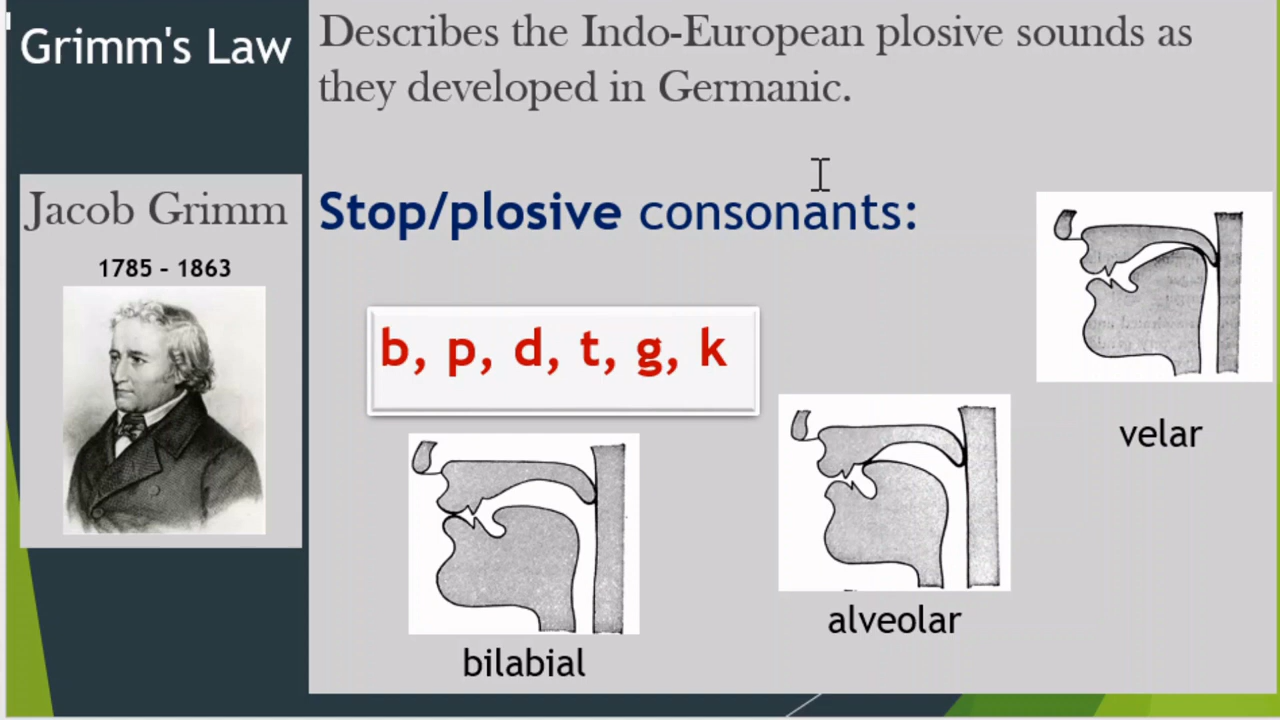 Grimm's Law
Describes the Indo-European plosive sounds as
they developed in Germanic.
Jacob Grimm
1785 – 1863
Stop/plosive consonants:
b, p, d, t, g, k
bilabial
alveolar
velar